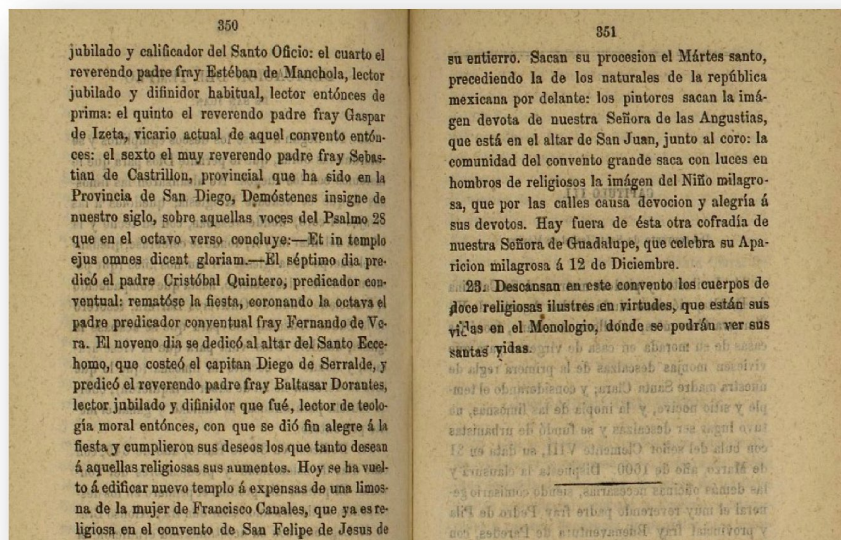 350
jubilado y calificador del Santo Oficio: el cuarto el
reverendo padre fray Estéban de Manchola, lector
jubilado y difinidor habitual, lector entónces de
prima: el quinto el reverendo padre fray Gaspar
de Izeta, vicario actual de aquel convento entón-
ces: el sexto el muy reverendo padre fray Sebas-
tian de Castrillon, provincial que ha sido en la
Provincia de San Diego, Demóstenes insigne de
nuestro siglo, sobre aquellas voces del Psalmo 28
que en el octavo verso concluye:—Et in templo
ejus omnes dicent gloriam.—El séptimo dia pre-
dicó el padre Cristóbal Quintero, predicador con-
ventual: rematóse la fiesta, coronando la octava el
padre predicador conventual fray Fernando de Ve-
ra. El noveno dia se dedicó al altar del Santo Ecce-
homo, que costeó el capitan Diego de Serralde, y
predicó el reverendo padre fray Baltasar Dorantes,
lector jubilado y difinidor que fué, lector de teolo-
gía moral entónces, con que se dió fin alegre á la
fiesta y cumplieron sus deseos los que tanto desean
á aquellas religiosas sus aumentos. Hoy se ha vuel-
to á edificar nuevo templo á expensas de una limos-
na de la mujer de Francisco Canales, que ya es re-
ligiosa en el convento de San Felipe de Jesus de
351
su entierro. Sacan su procesion el Mártes santo,
precediendo la de los naturales de la república
mexicana por delante: los pintores sacan la imá-
gen devota de nuestra Señora de las Angustias,
que está en el altar de San Juan, junto al coro: la
comunidad del convento grande saca con luces en
hombros de religiosos la imágen del Niño milagro-
sa, que por las calles causa devocion y alegría á
sus devotos. Hay fuera de ésta otra cofradía de
nuestra Señora de Guadalupe, que celebra su Apa-
ricion milagrosa á 12 de Diciembre.
23. Descansan en este convento los cuerpos de
doce religiosas ilustres en virtudes, que están sus
vidas en el Monologio, donde se podrán ver sus
santas vidas.